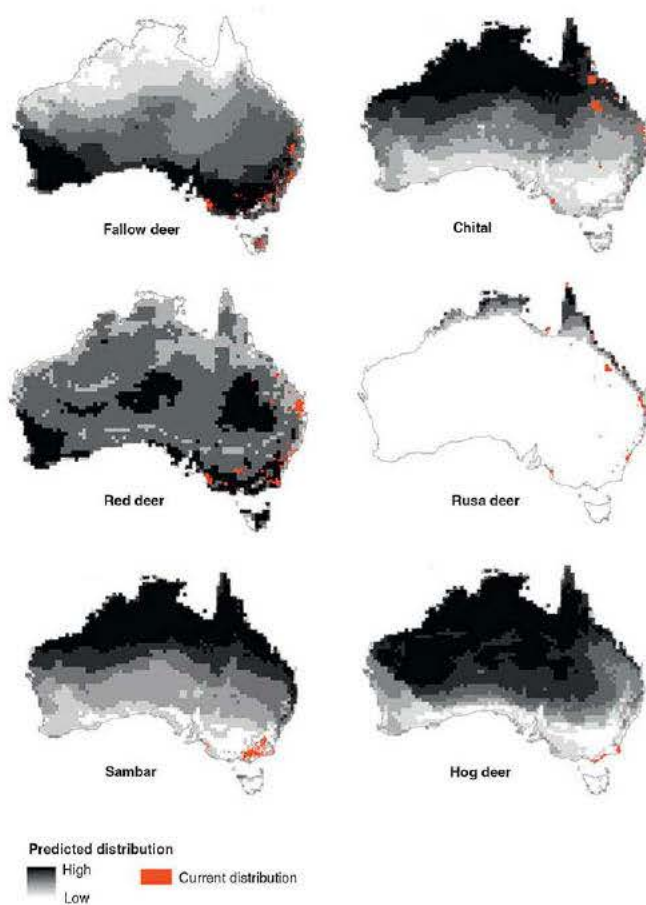 Fallow deer
Chital
Red deer
Rusa deer
Sambar
Hog deer
Predicted distribution
High
Low
Current distribution